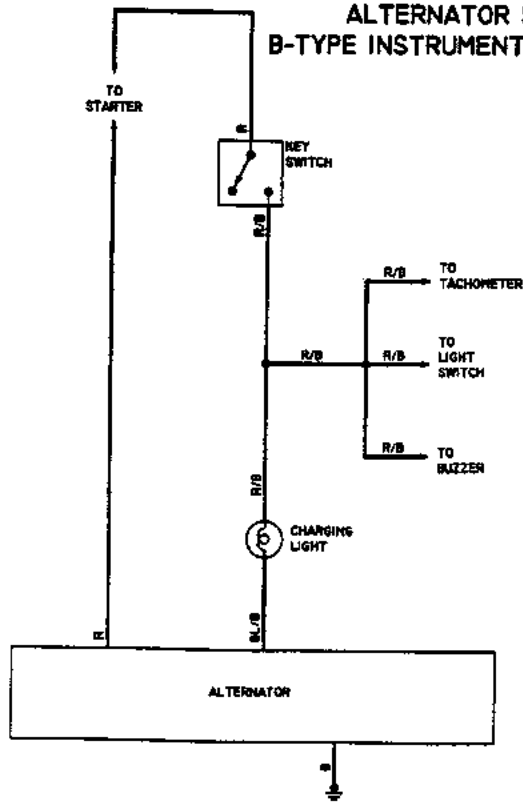 ALTERNATOR
B-TYPE INSTRUMENT
TO
STARTER
R
KEY
SWITCH
R/B
R/B
TO
TACHOMETER
R/B
R/B
TO
LIGHT
SWITCH
R/B
TO
BUZZER
R/B
CHARGING
LIGHT
BL/B
R
ALTERNATOR
B